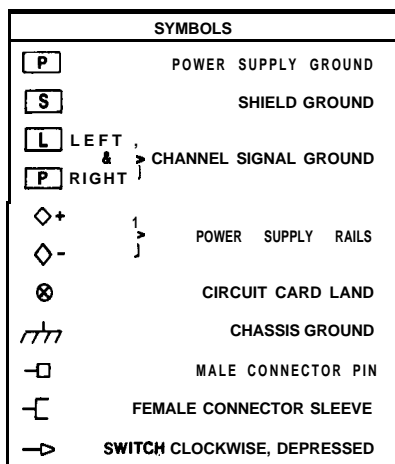 SYMBOLS
P POWER SUPPLY GROUND
S SHIELD GROUND
L LEFT
& CHANNEL SIGNAL GROUND
P RIGHT
+
POWER SUPPLY RAILS
-
CIRCUIT CARD LAND
CHASSIS GROUND
MALE CONNECTOR PIN
FEMALE CONNECTOR SLEEVE
SWITCH CLOCKWISE, DEPRESSED